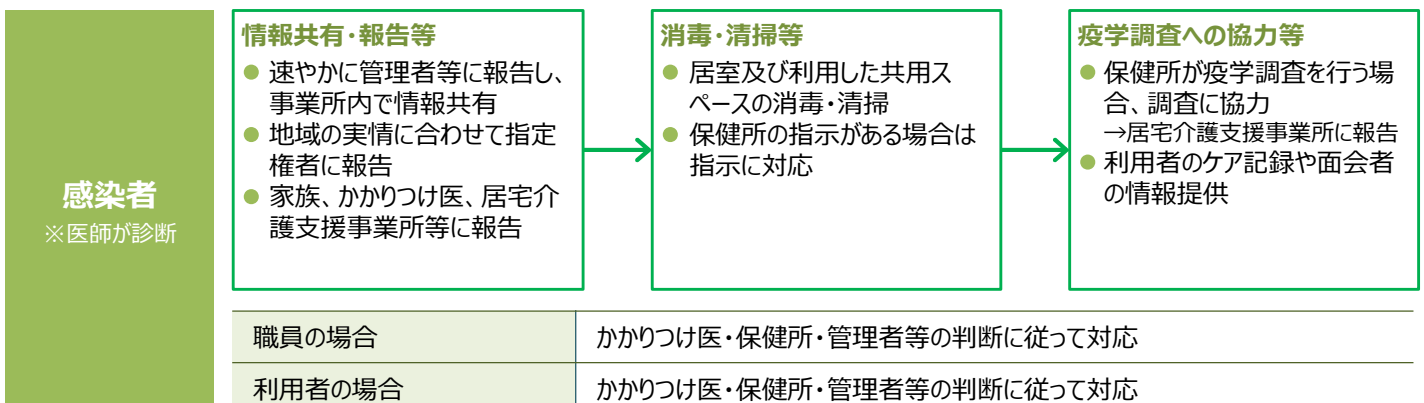 感染者
※医師が診断
情報共有・報告等
● 速やかに管理者等に報告し、
事業所内で情報共有
● 地域の実情に合わせて指定
権者に報告
● 家族、かかりつけ医、居宅介
護支援事業所等に報告
消毒・清掃等
● 居室及び利用した共用ス
ペースの消毒・清掃
● 保健所の指示がある場合は
指示に対応
疫学調査への協力等
● 保健所が疫学調査を行う場
合、調査に協力
→居宅介護支援事業所に報告
● 利用者のケア記録や面会者
の情報提供
職員の場合 かかりつけ医・保健所・管理者等の判断に従って対応
利用者の場合 かかりつけ医・保健所・管理者等の判断に従って対応